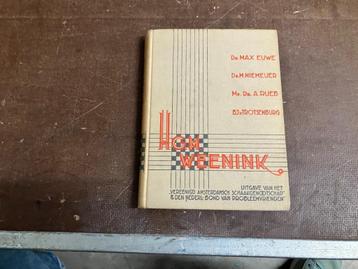 Dr. MAX EUWE
Dr. M. NIEMEIJER
Mr. Dr. A. RUEB
B.J. v. TROTSENBURG
H.G.M.
WEENINK
UITGAVE VAN HET
"VEREENIGD AMSTERDAMSCH SCHAAKGENOOTSCHAP"
& DEN NEDERL. BOND VAN PROBLEEMVRIENDEN"